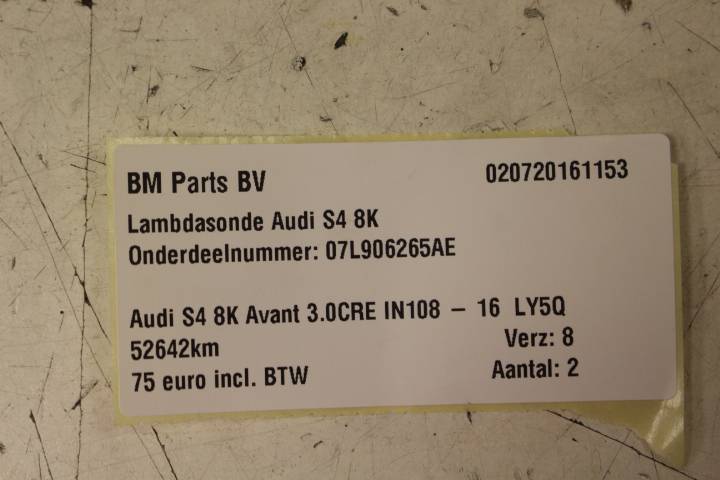 BM Parts BV 020720161153
Lambdasonde Audi S4 8K
Onderdeelnummer: 07L906265AE
Audi S4 8K Avant 3.0CRE IN108 – 16 LY5Q
52642km Verz: 8
75 euro incl. BTW Aantal: 2